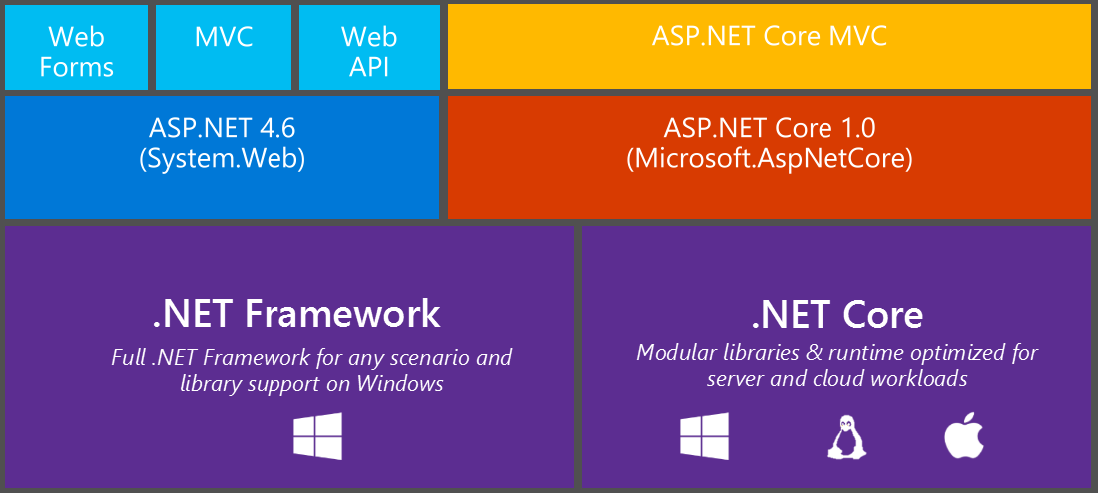 Web
Forms
MVC
Web
API
ASP.NET Core MVC
ASP.NET 4.6
(System.Web)
ASP.NET Core 1.0
(Microsoft.AspNetCore)
.NET Framework
Full .NET Framework for any scenario and
library support on Windows
.NET Core
Modular libraries & runtime optimized for
server and cloud workloads